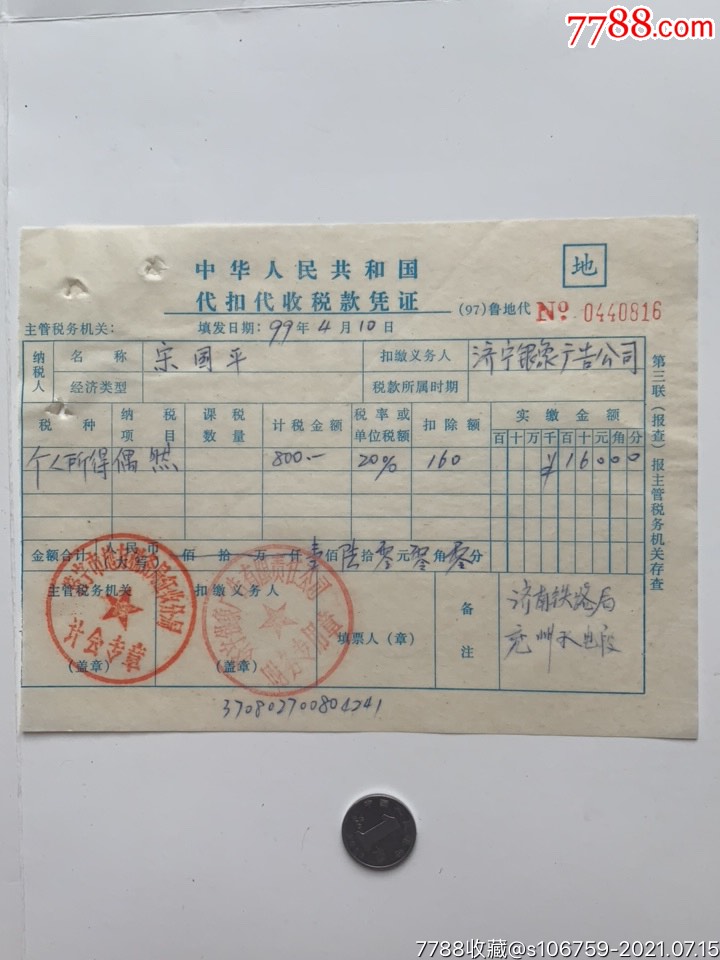 7788.com
中华人民共和国
地
代扣代收税款凭证
(97)鲁地代 № 0440816
主管税务机关: 填发日期: 99年4月10日
纳税人 名称 宋国平 扣缴义务人 济宁银象广告公司
经济类型 税款所属时期
税种 纳税项目 课税数量 计税金额 税率或单位税额 扣除额 实缴金额
百十万千百十元角分
个人所得 偶然 800.- 20% 160 ¥16000
金额合计(大写)人民币 佰 拾 万 仟 壹佰陆拾零元零角零分
主管税务机关 (盖章) 扣缴义务人 (盖章) 填票人(章) 备注 济南铁路局
兖州水电段
计会专章
370802700804241
第三联(报查)报主管税务机关存查
7788收藏@s106759-2021.07.15